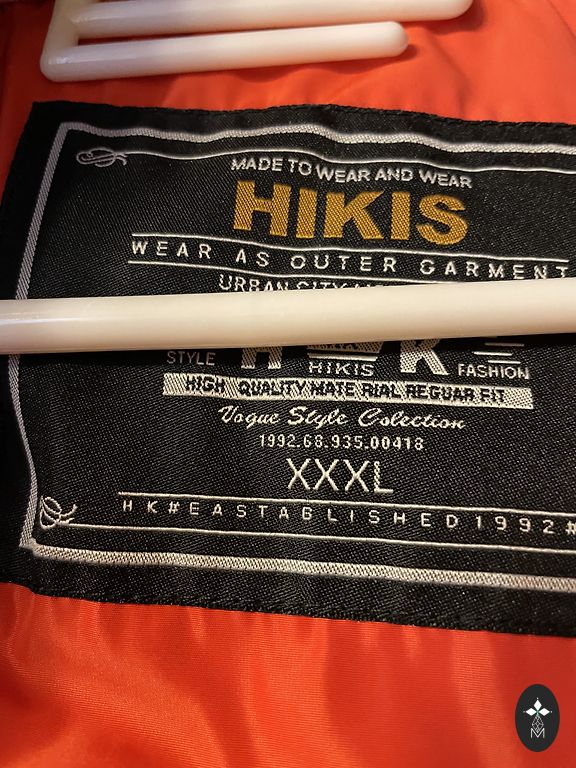 MADE TO WEAR AND WEAR
HIKIS
WEAR AS OUTER GARMENT
URBAN CITY
STYLE H K FASHION
HIKIS
HIGH QUALITY MATE RIAL REGUAR FIT
Vogue Style Colection
1992.68.935.00418
XXXL
HK#EASTABLISHED1992#
M